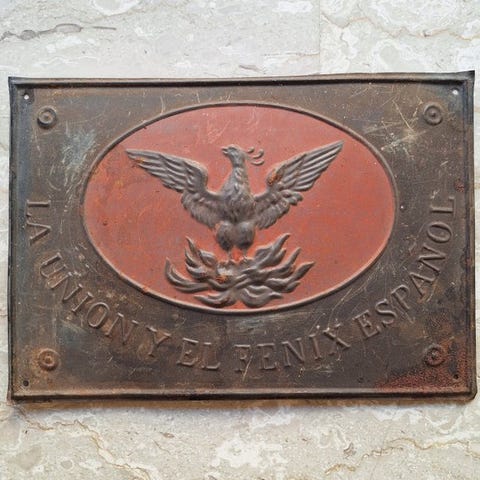 LA UNION Y EL FENIX ESPAÑOL